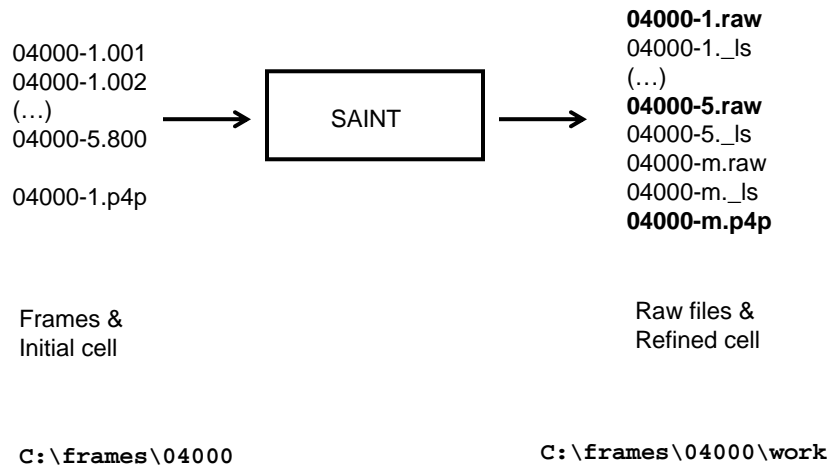 04000-1.001
04000-1.002
(…)
04000-5.800
04000-1.p4p
SAINT
04000-1.raw
04000-1._ls
(…)
04000-5.raw
04000-5._ls
04000-m.raw
04000-m._ls
04000-m.p4p
Frames &
Initial cell
Raw files &
Refined cell
C:\frames\04000
C:\frames\04000\work